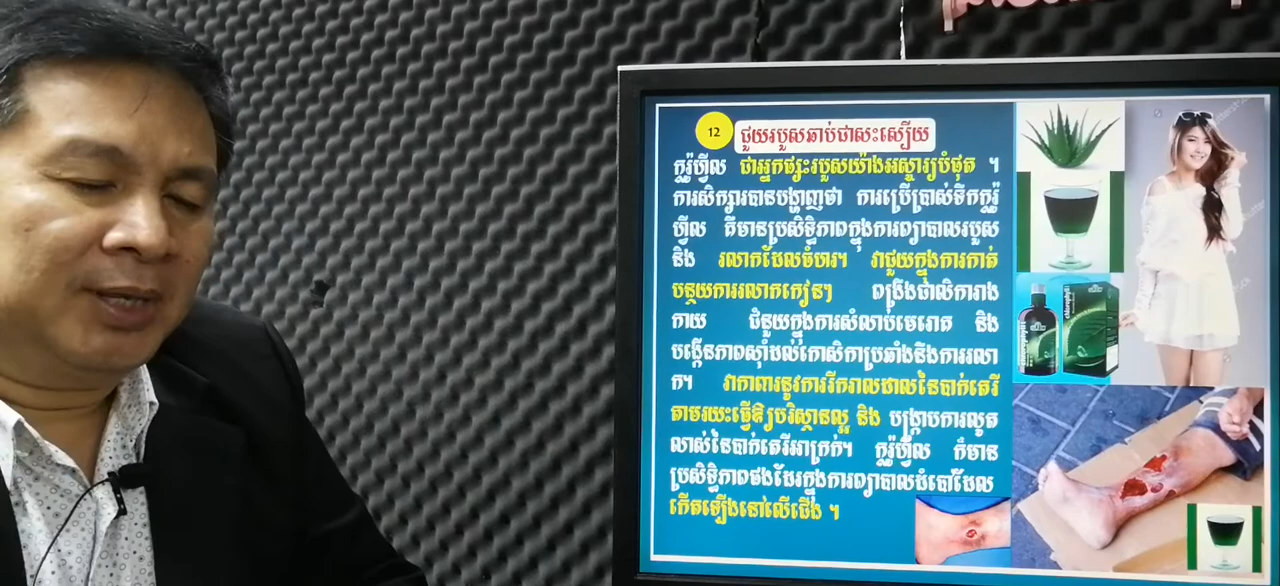 12
ជួយរបួសឆាប់ជាសះស្បើយ
ក្លរ៉ូហ្វីល ជាអ្នកផ្សះរបួសយ៉ាងអស្ចារ្យបំផុត ។
ការសិក្សារបានបង្ហាញថា ការប្រើប្រាស់ទឹកក្លរ៉ូ
ហ្វីល គឺមានប្រសិទ្ធិភាពក្នុងការព្យាបាលរបួស
និង រលាកដែលធំហារ។ វាជួយក្នុងការកាត់
បន្ថយការរលាកក្បៀនៗ ពង្រឹងជាលិការាង
កាយ ជំនួយក្នុងការសំលាប់មេរោគ និង
បង្កើនភាពស៊ាំដល់កោសិកាប្រឆាំងនឹងការរលា
ក។ វាការពារនូវការរីករាលដាលនៃបាក់តេរី
តាមរយៈធ្វើឱ្យបរិស្ថានល្អ និង បង្ក្រាបការលូត
លាស់នៃបាក់តេរីអាក្រក់។ ក្លរ៉ូហ្វីល ក៏មាន
ប្រសិទ្ធិភាពផងដែរក្នុងការព្យាបាលដំបៅដែល
កើតឡើងនៅលើជើង ។
chlorophyll